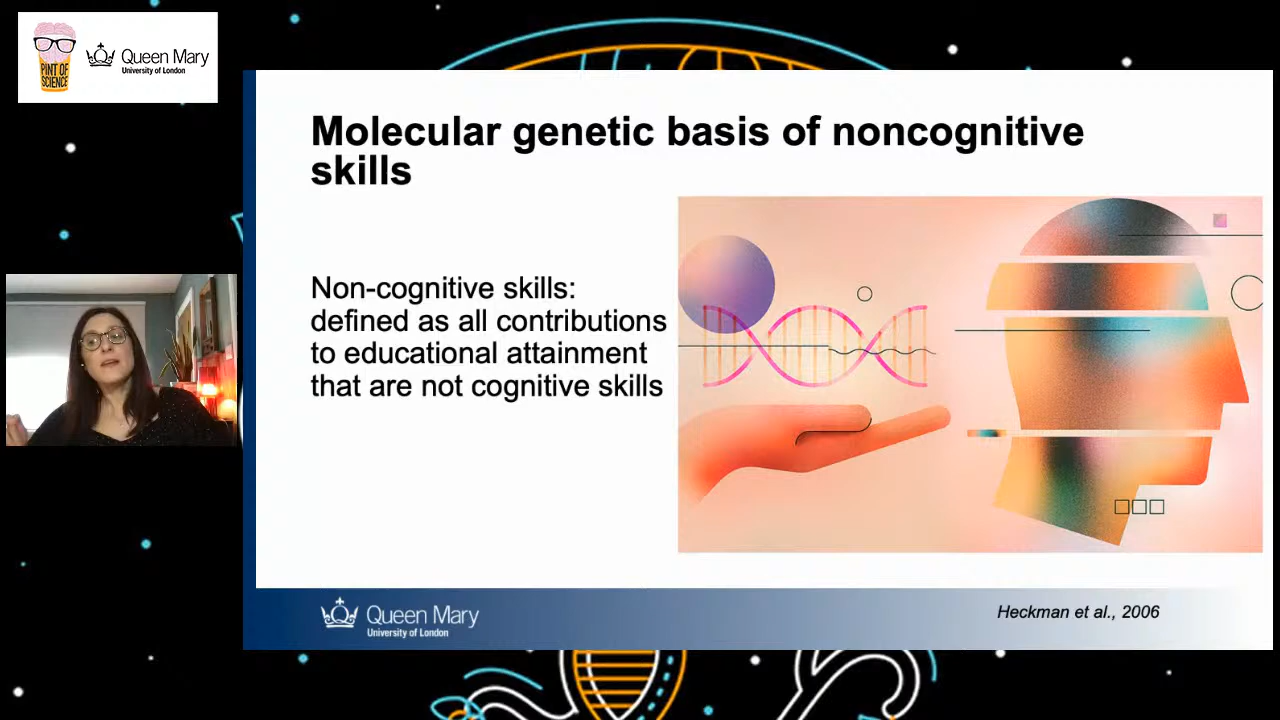 PINT OF
SCIENCE
Queen Mary
University of London
Molecular genetic basis of noncognitive
skills
Non-cognitive skills:
defined as all contributions
to educational attainment
that are not cognitive skills
Queen Mary
University of London
Heckman et al., 2006